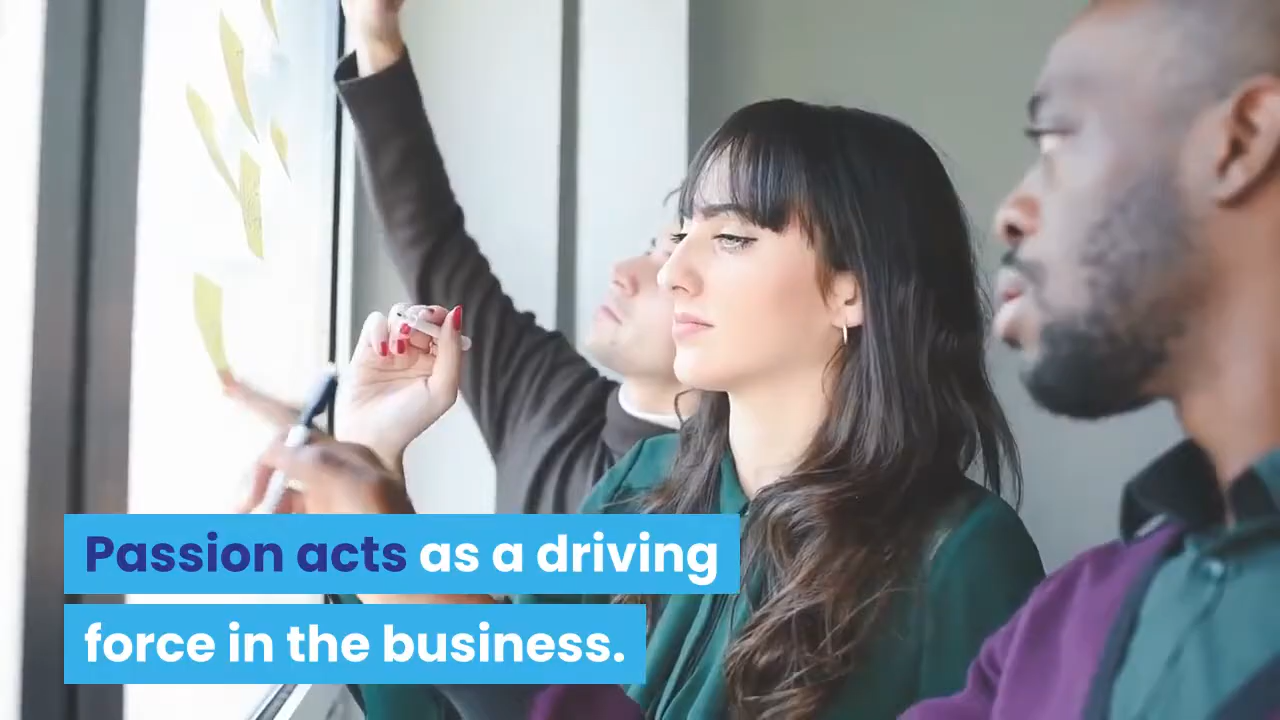 Passion acts as a driving
force in the business.